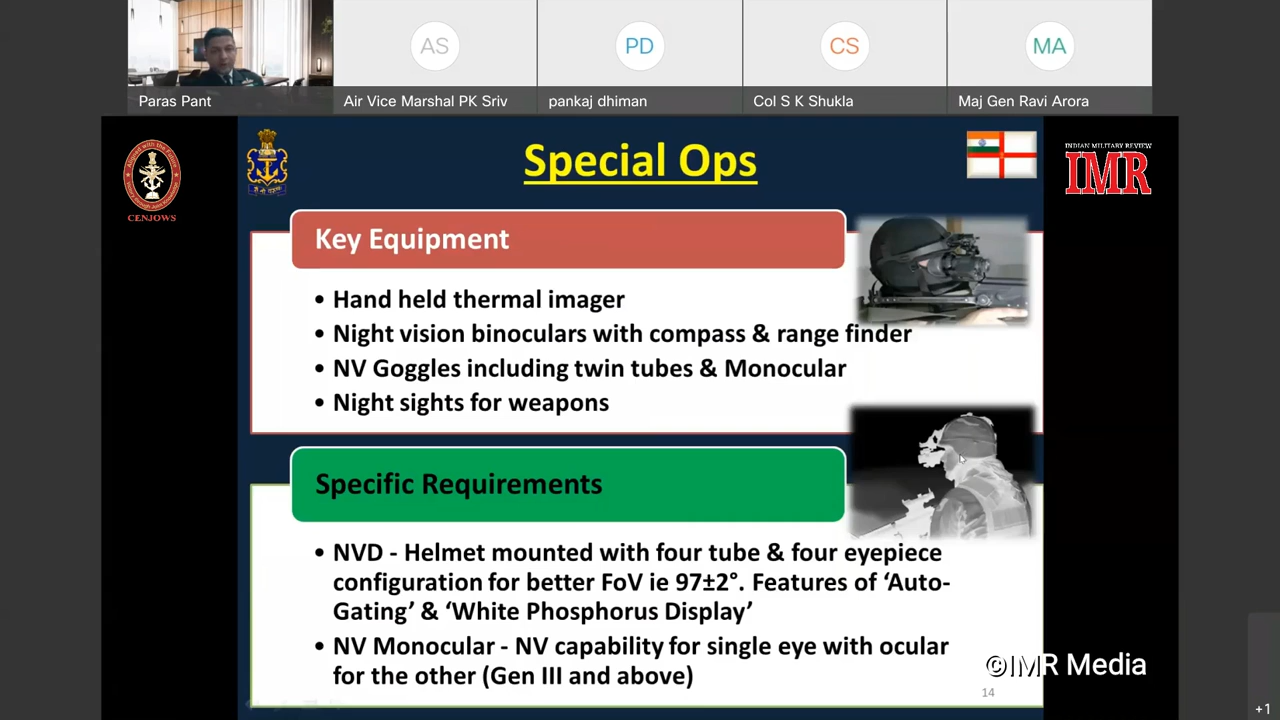 AS
PD
CS
MA
Paras Pant
Air Vice Marshal PK Sriv
pankaj dhiman
Col S K Shukla
Maj Gen Ravi Arora
CENJOWS
Special Ops
INDIAN MILITARY REVIEW
IMR
Key Equipment
• Hand held thermal imager
• Night vision binoculars with compass & range finder
• NV Goggles including twin tubes & Monocular
• Night sights for weapons
Specific Requirements
• NVD - Helmet mounted with four tube & four eyepiece
configuration for better FoV ie 97±2°. Features of ‘Auto-
Gating’ & ‘White Phosphorus Display’
• NV Monocular - NV capability for single eye with ocular
for the other (Gen III and above)
©IMR Media
14
+1